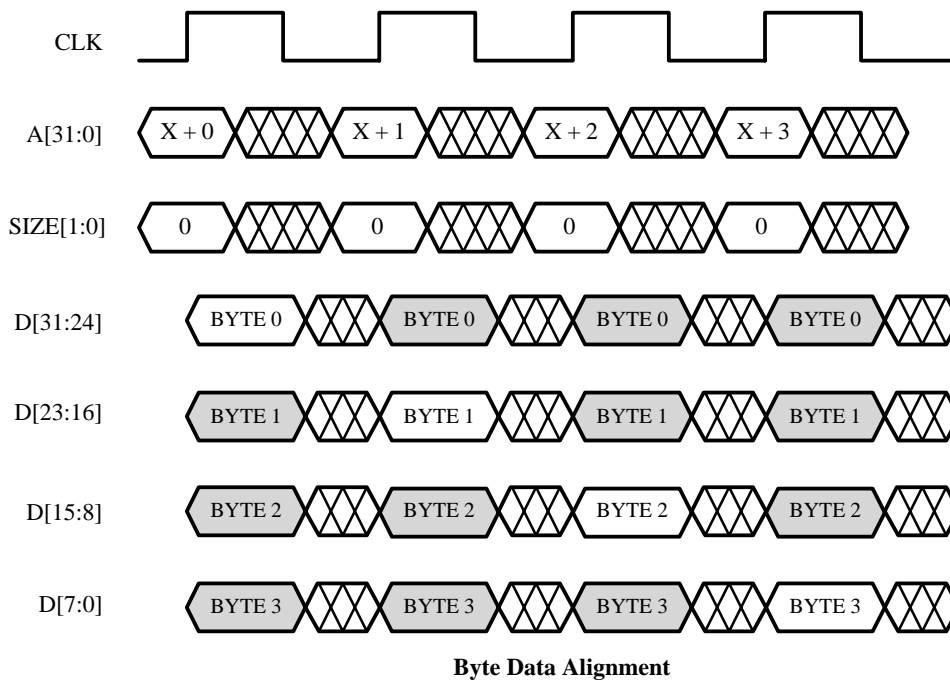 CLK
A[31:0] X + 0 X + 1 X + 2 X + 3
SIZE[1:0] 0 0 0 0
D[31:24] BYTE 0 BYTE 0 BYTE 0 BYTE 0
D[23:16] BYTE 1 BYTE 1 BYTE 1 BYTE 1
D[15:8] BYTE 2 BYTE 2 BYTE 2 BYTE 2
D[7:0] BYTE 3 BYTE 3 BYTE 3 BYTE 3
Byte Data Alignment